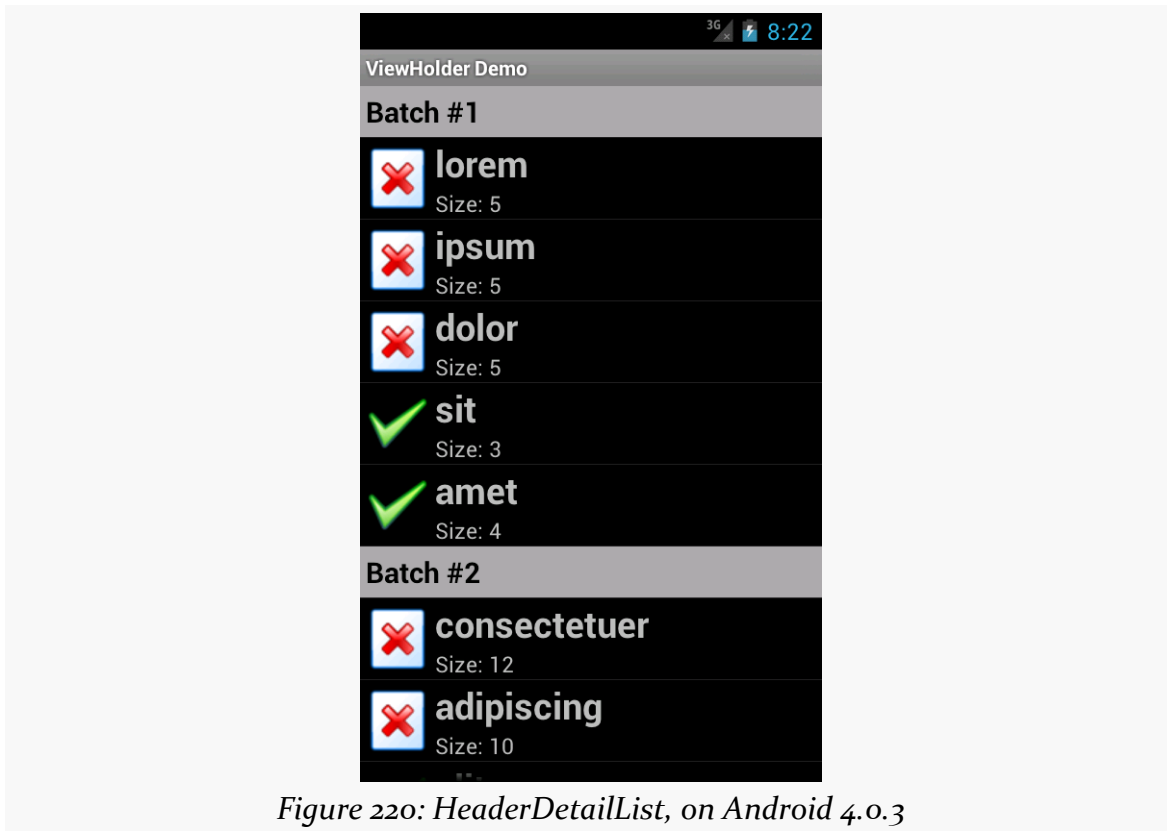 3G
8:22
ViewHolder Demo
Batch #1
lorem
Size: 5
ipsum
Size: 5
dolor
Size: 5
sit
Size: 3
amet
Size: 4
Batch #2
consectetuer
Size: 12
adipiscing
Size: 10
Figure 220: HeaderDetailList, on Android 4.0.3